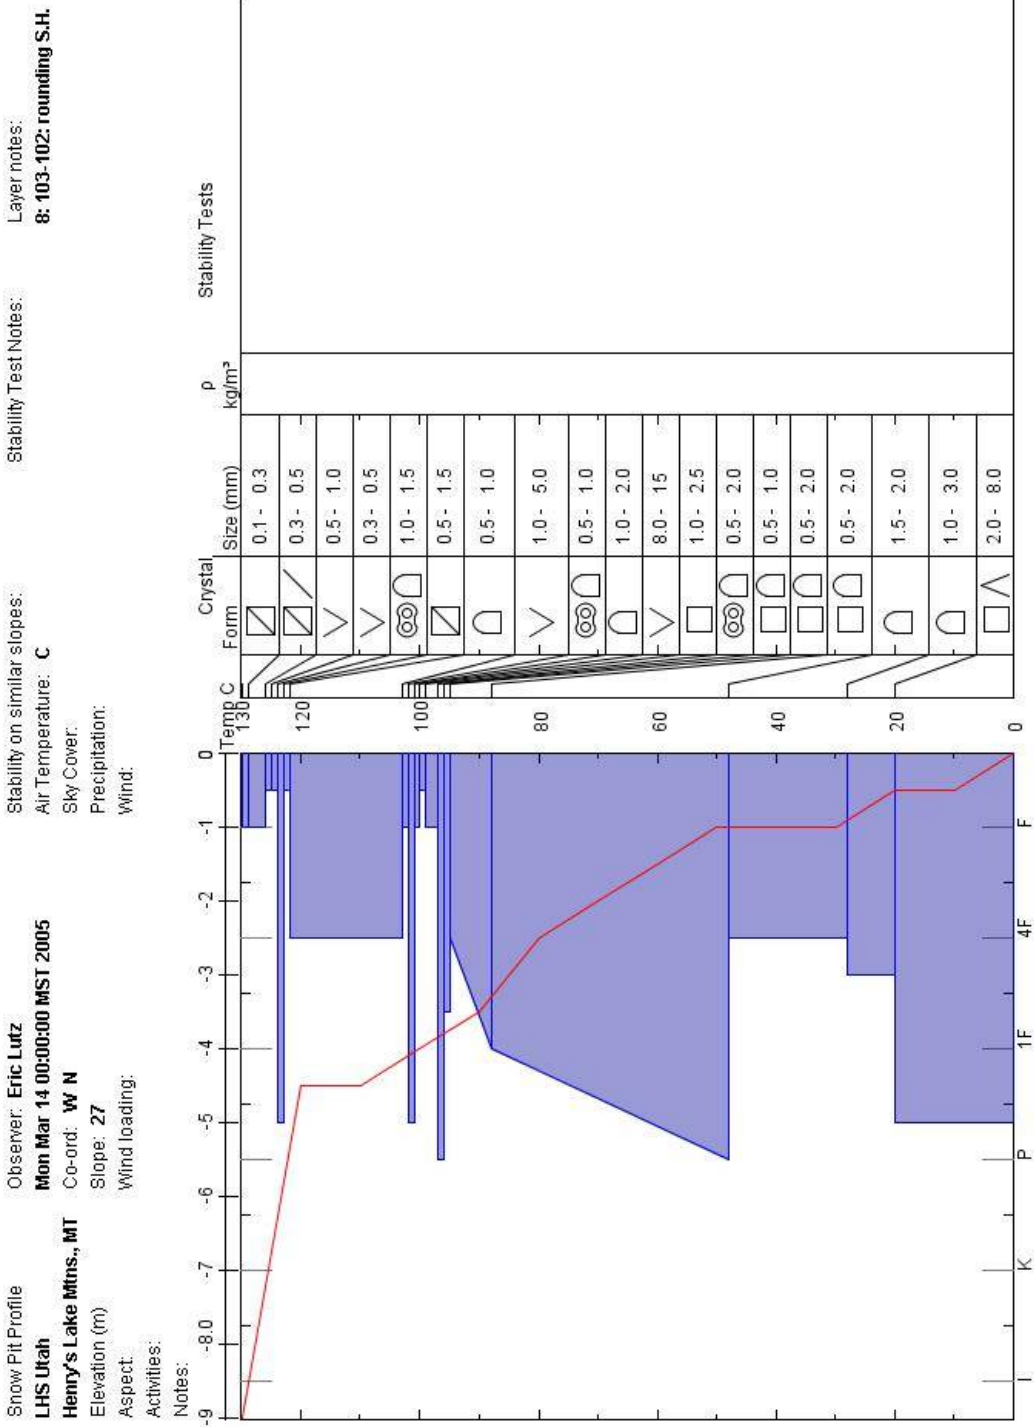 Snow Pit Profile
LHS Utah
Henry's Lake Mtns., MT
Elevation (m)
Aspect:
Activities:
Notes:
Observer: Eric Lutz
Mon Mar 14 00:00:00 MST 2005
Co-ord: W N
Slope: 27
Wind loading:
Stability on similar slopes:
Air Temperature: C
Sky Cover:
Precipitation:
Wind:
Stability Test Notes:
Layer notes:
8: 103-102: rounding S.H.
-9 -8.0 -7 -6 -5 -4 -3 -2 -1 0
Temp C
Crystal
Form
Size (mm)
ρ
kg/m³
Stability Tests
130
120
100
80
60
40
20
0
0.1 - 0.3
0.3 - 0.5
0.5 - 1.0
0.3 - 0.5
1.0 - 1.5
0.5 - 1.5
0.5 - 1.0
1.0 - 5.0
0.5 - 1.0
1.0 - 2.0
8.0 - 15
1.0 - 2.5
0.5 - 2.0
0.5 - 1.0
0.5 - 2.0
0.5 - 2.0
1.5 - 2.0
1.0 - 3.0
2.0 - 8.0
I K P 1F 4F F